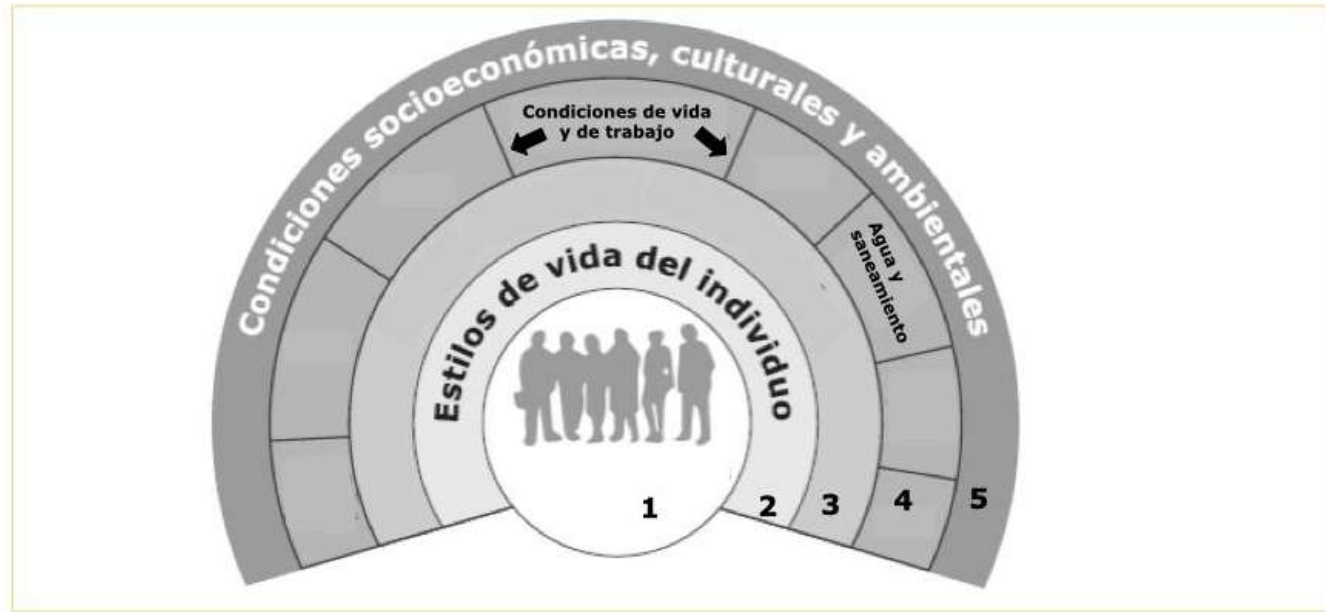 Condiciones socioeconómicas, culturales y ambientales
Condiciones de vida
y de trabajo
Agua y
saneamiento
Estilos de vida del individuo
1
2
3
4
5